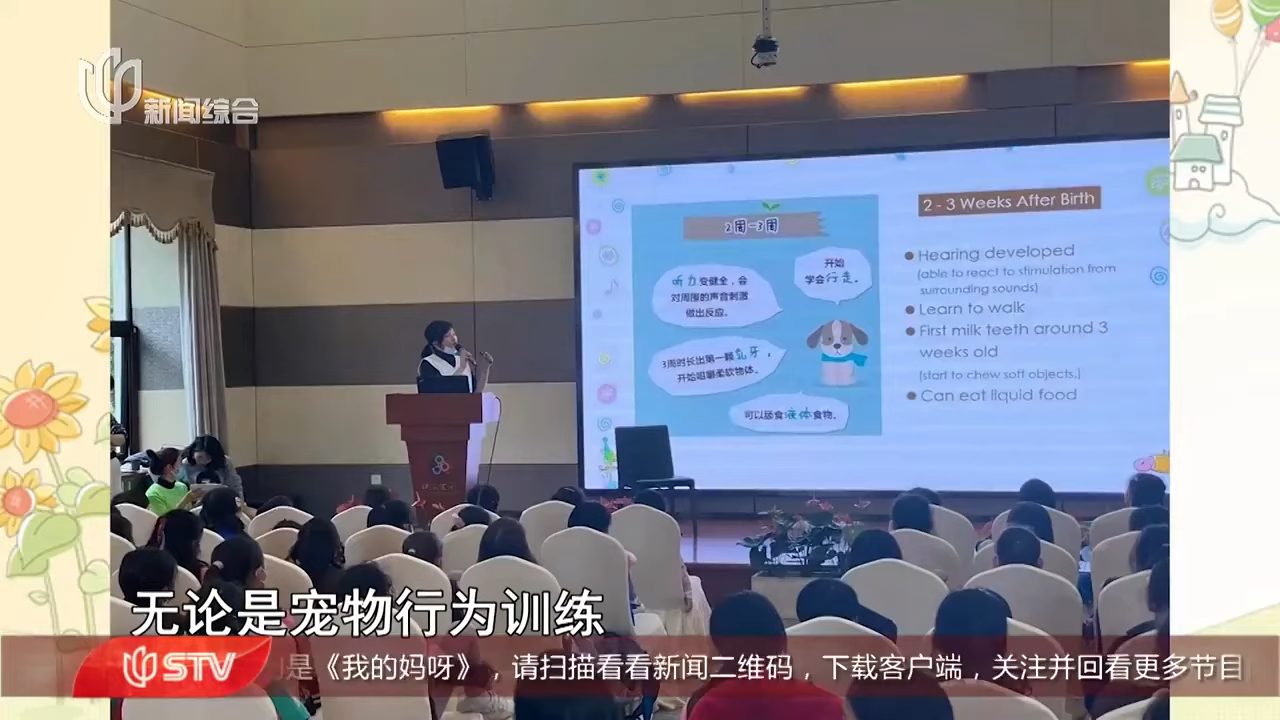 新闻综合
2周-3周
听力变健全，会
对周围的声音刺激
做出反应。
开始
学会行走。
3周时长出第一颗乳牙，
开始咀嚼柔软物体。
可以舔食液体食物。
2 - 3 Weeks After Birth
Hearing developed
(able to react to stimulation from
surrounding sounds)
Learn to walk
First milk teeth around 3
weeks old
(start to chew soft objects.)
Can eat liquid food
无论是宠物行为训练
STV
是《我的妈呀》，请扫描看看新闻二维码，下载客户端，关注并回看更多节目